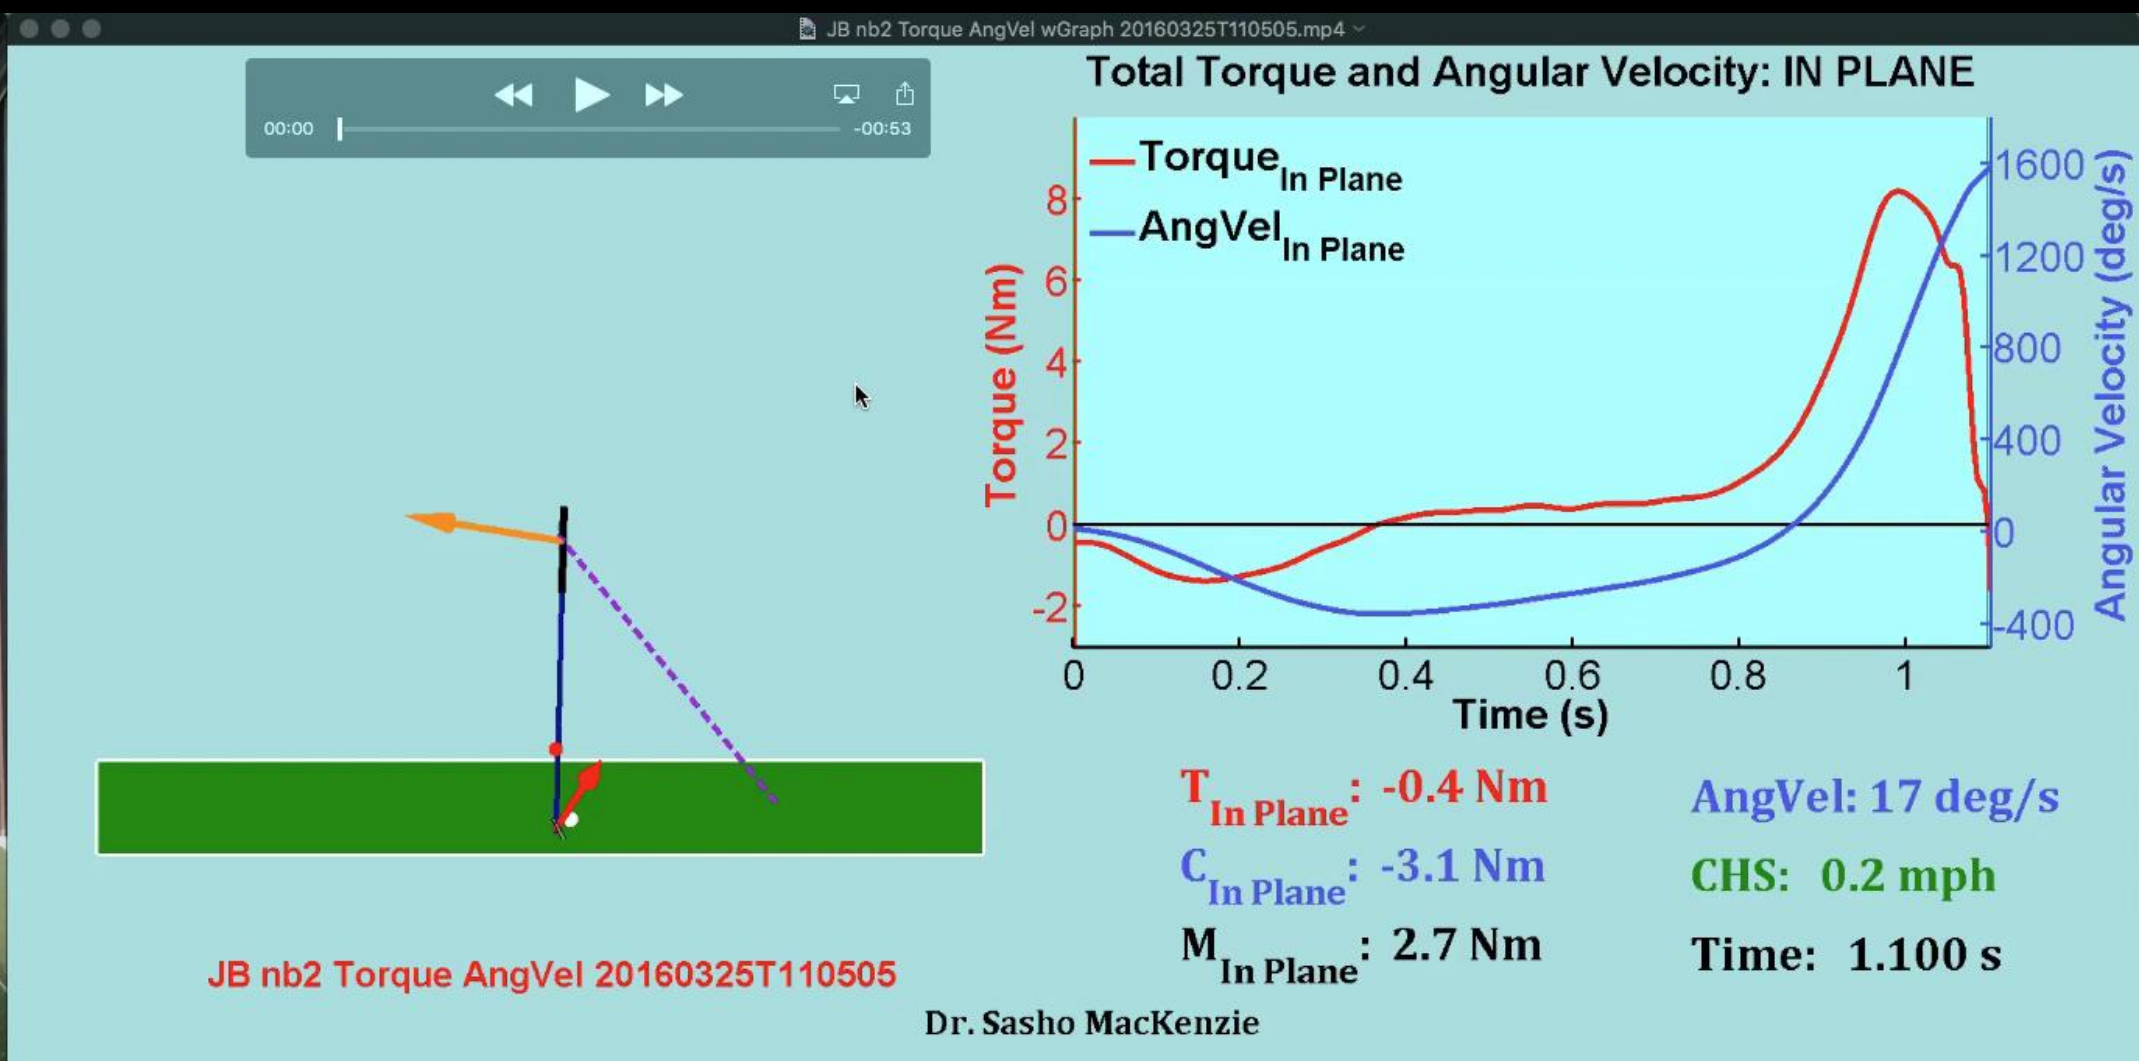 JB nb2 Torque AngVel wGraph 20160325T110505.mp4
00:00
-00:53
Total Torque and Angular Velocity: IN PLANE
Torque In Plane
AngVel In Plane
Torque (Nm)
8
6
4
2
0
-2
1600
1200
800
400
0
-400
Angular Velocity (deg/s)
0 0.2 0.4 0.6 0.8 1
Time (s)
T In Plane: -0.4 Nm
AngVel: 17 deg/s
C In Plane: -3.1 Nm
CHS: 0.2 mph
M In Plane: 2.7 Nm
Time: 1.100 s
JB nb2 Torque AngVel 20160325T110505
Dr. Sasho MacKenzie